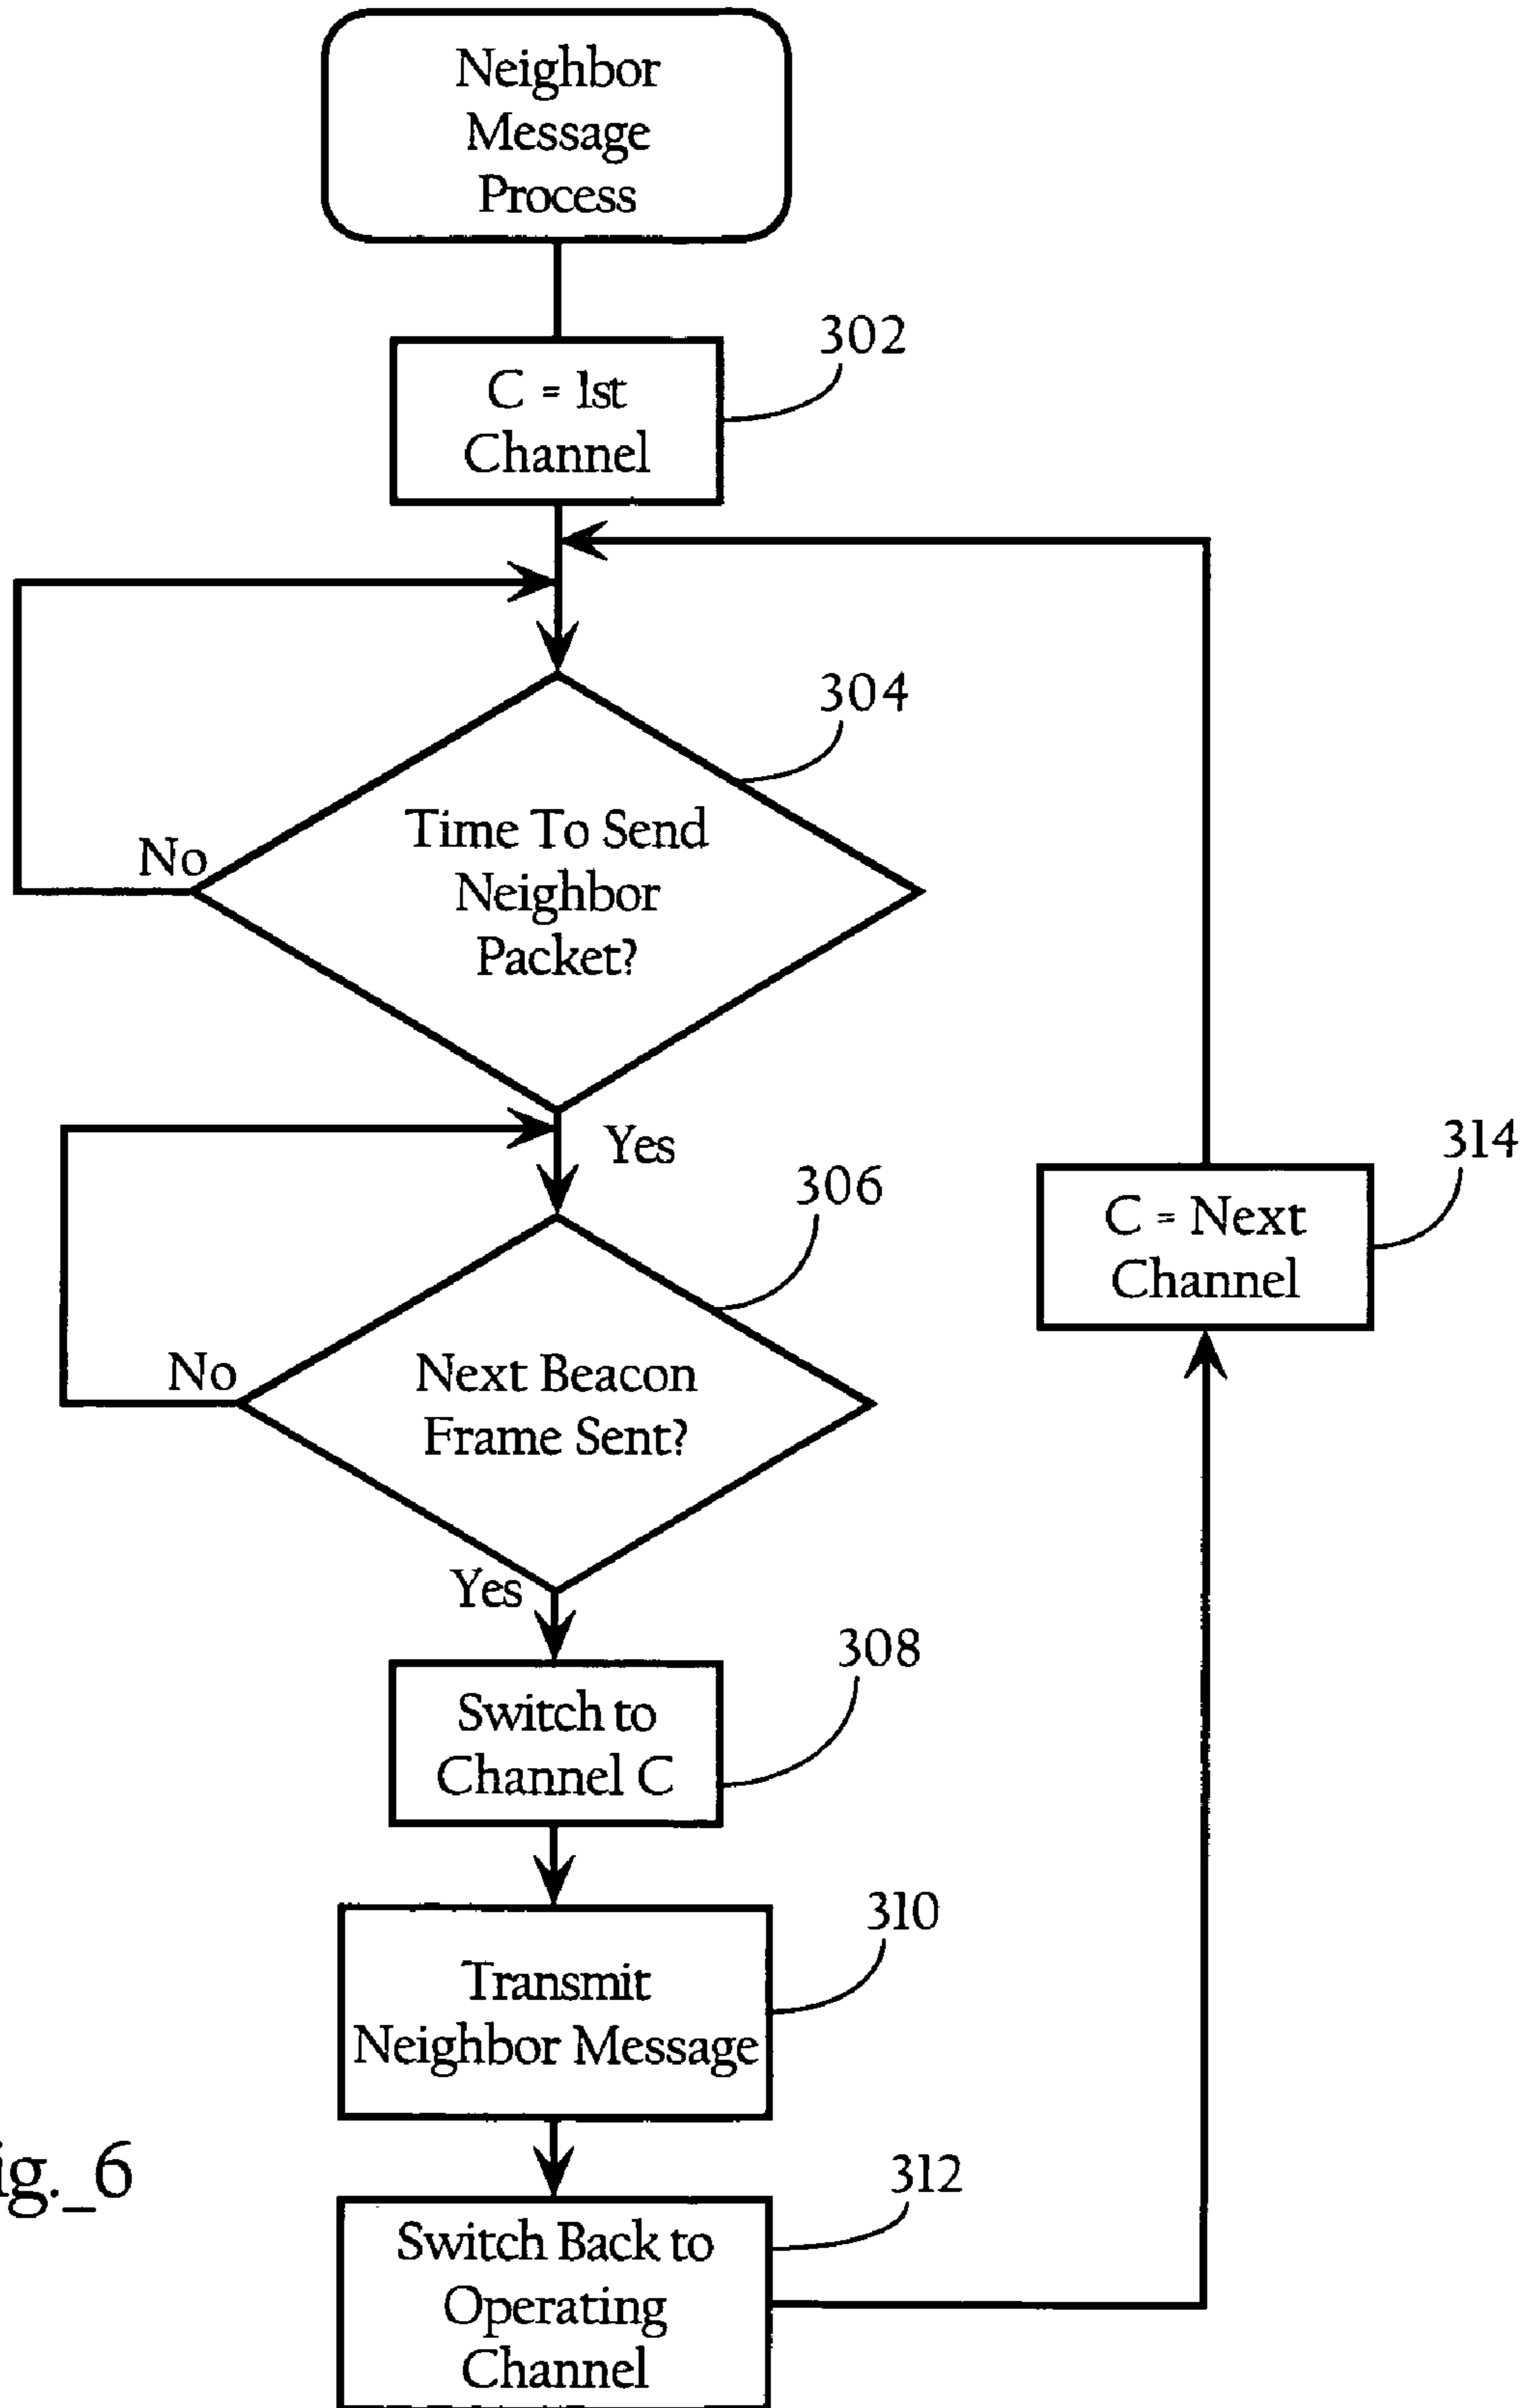 Neighbor
Message
Process
302
C = 1st
Channel
304
Time To Send
Neighbor
Packet?
No
Yes
314
C = Next
Channel
306
Next Beacon
Frame Sent?
No
Yes
308
Switch to
Channel C
310
Transmit
Neighbor Message
ig._6
312
Switch Back to
Operating
Channel